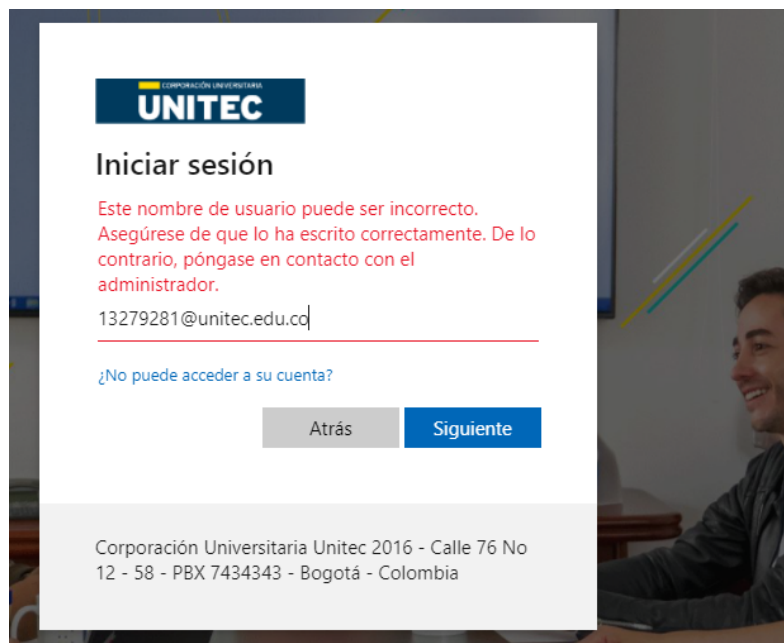 CORPORACIÓN UNIVERSITARIA
UNITEC
Iniciar sesión
Este nombre de usuario puede ser incorrecto.
Asegúrese de que lo ha escrito correctamente. De lo
contrario, póngase en contacto con el
administrador.
13279281@unitec.edu.co
¿No puede acceder a su cuenta?
Atrás
Siguiente
Corporación Universitaria Unitec 2016 - Calle 76 No
12 - 58 - PBX 7434343 - Bogotá - Colombia